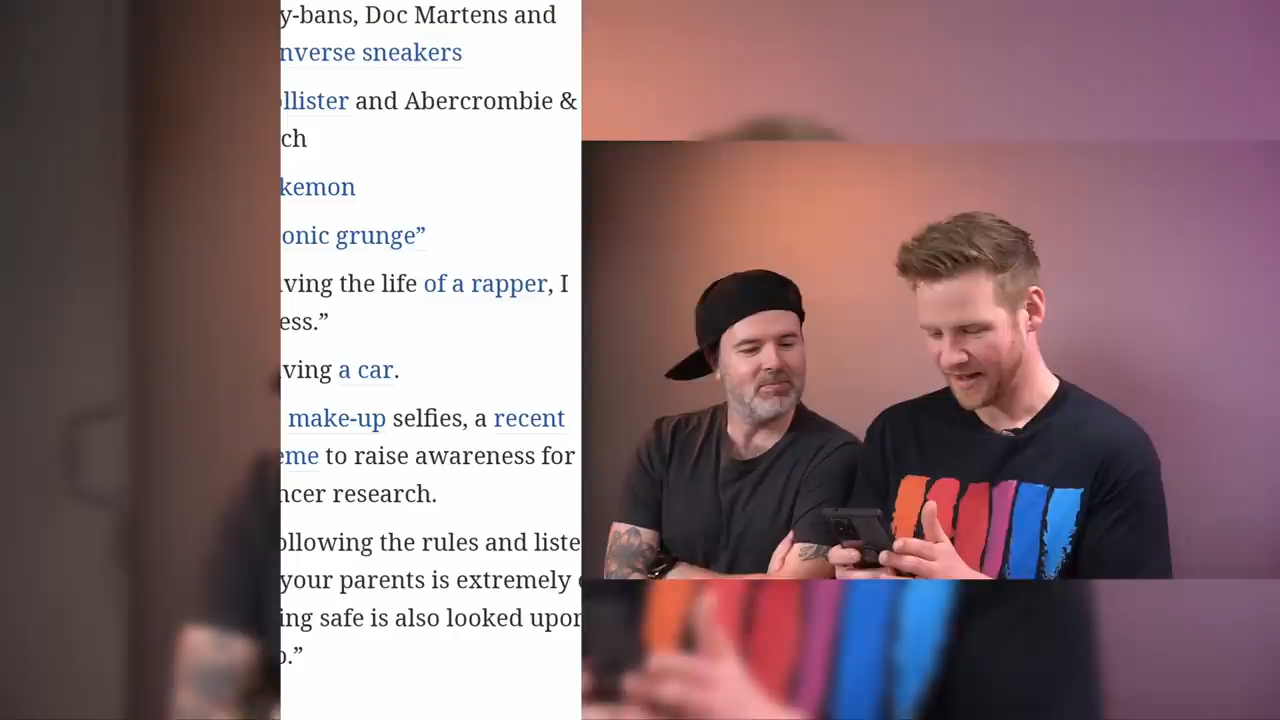 y-bans, Doc Martens and
nverse sneakers
ollister and Abercrombie &
ch
kemon
onic grunge”
ving the life of a rapper, I
ess.”
ving a car.
make-up selfies, a recent
eme to raise awareness for
ncer research.
ollowing the rules and liste
your parents is extremely
ing safe is also looked upon
o.”